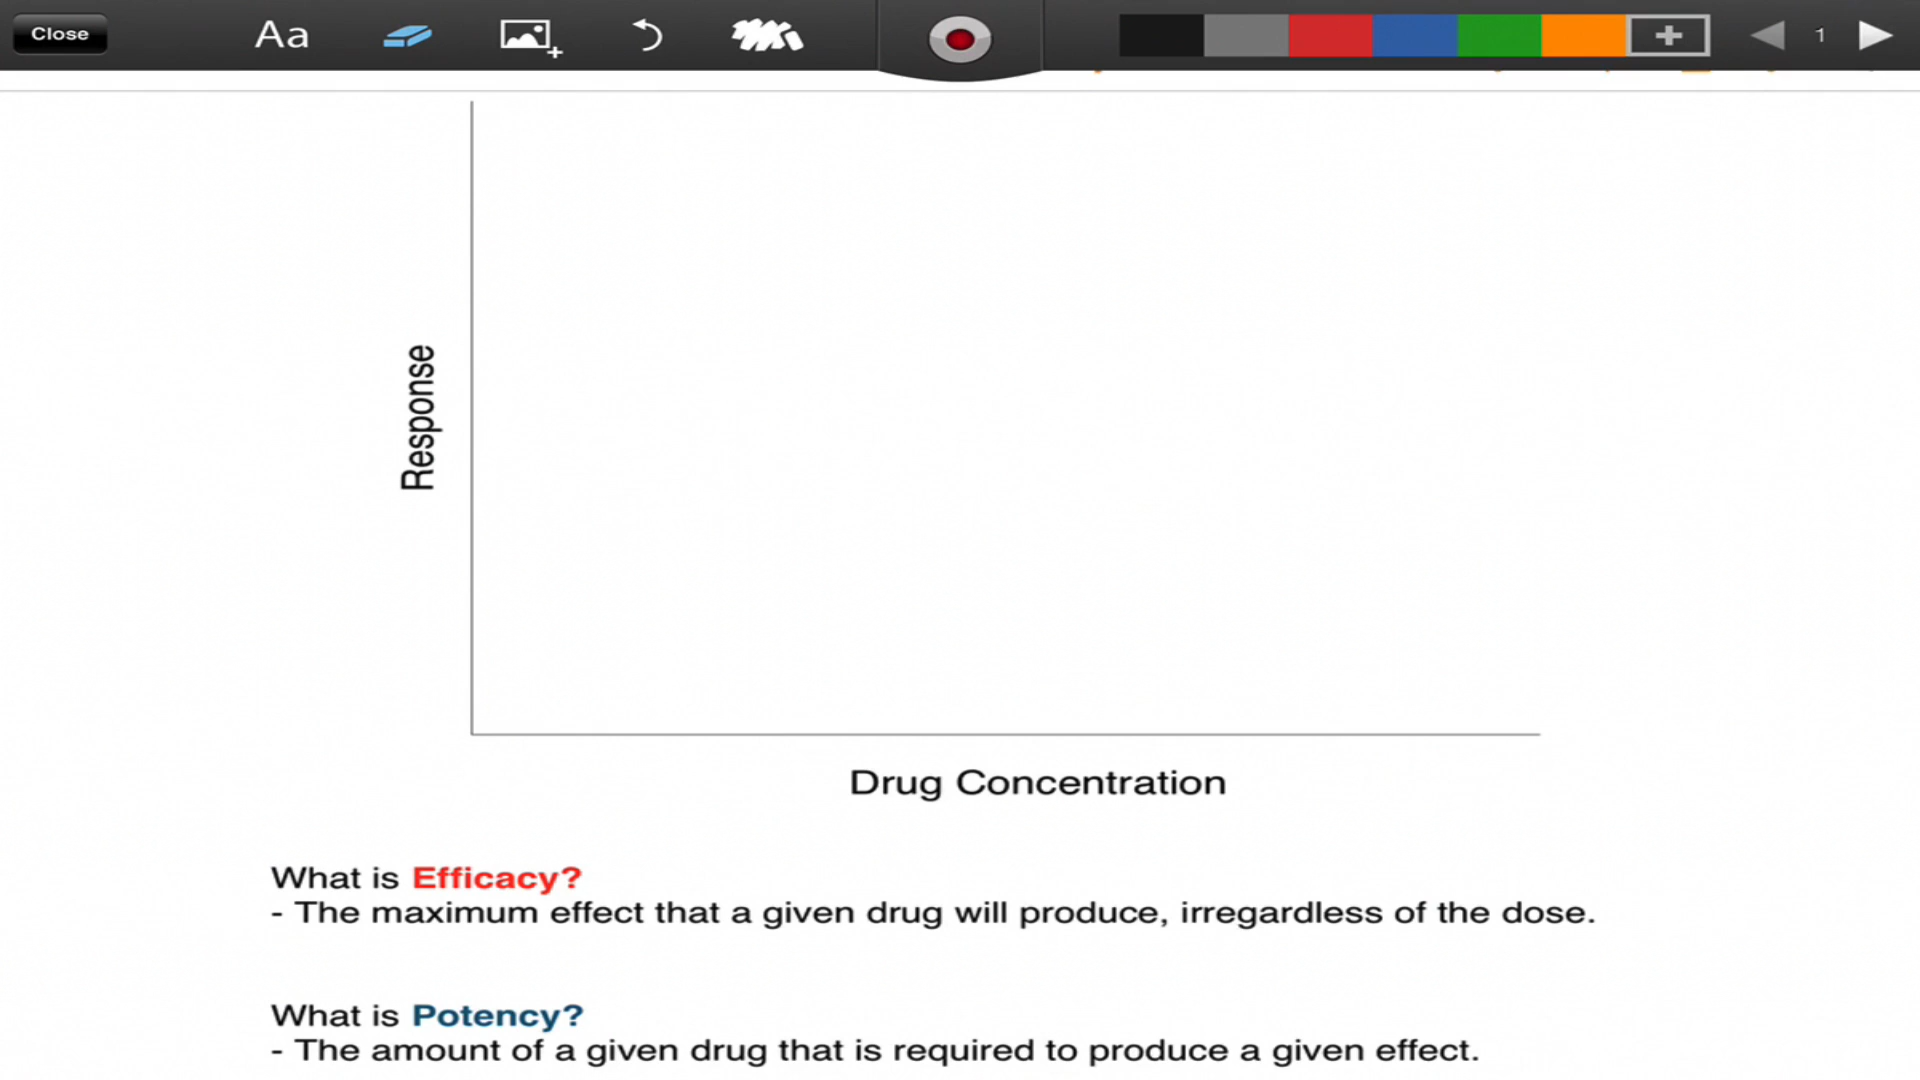 Close
Aa
1
Response
Drug Concentration
What is Efficacy?
- The maximum effect that a given drug will produce, irregardless of the dose.
What is Potency?
- The amount of a given drug that is required to produce a given effect.